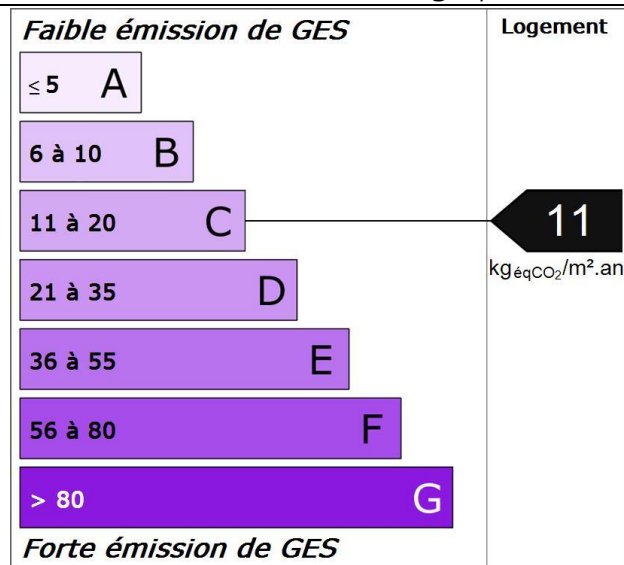 Faible émission de GES
Logement
≤ 5 A
6 à 10 B
11 à 20 C
11
kgéqCO₂/m².an
21 à 35 D
36 à 55 E
56 à 80 F
> 80 G
Forte émission de GES